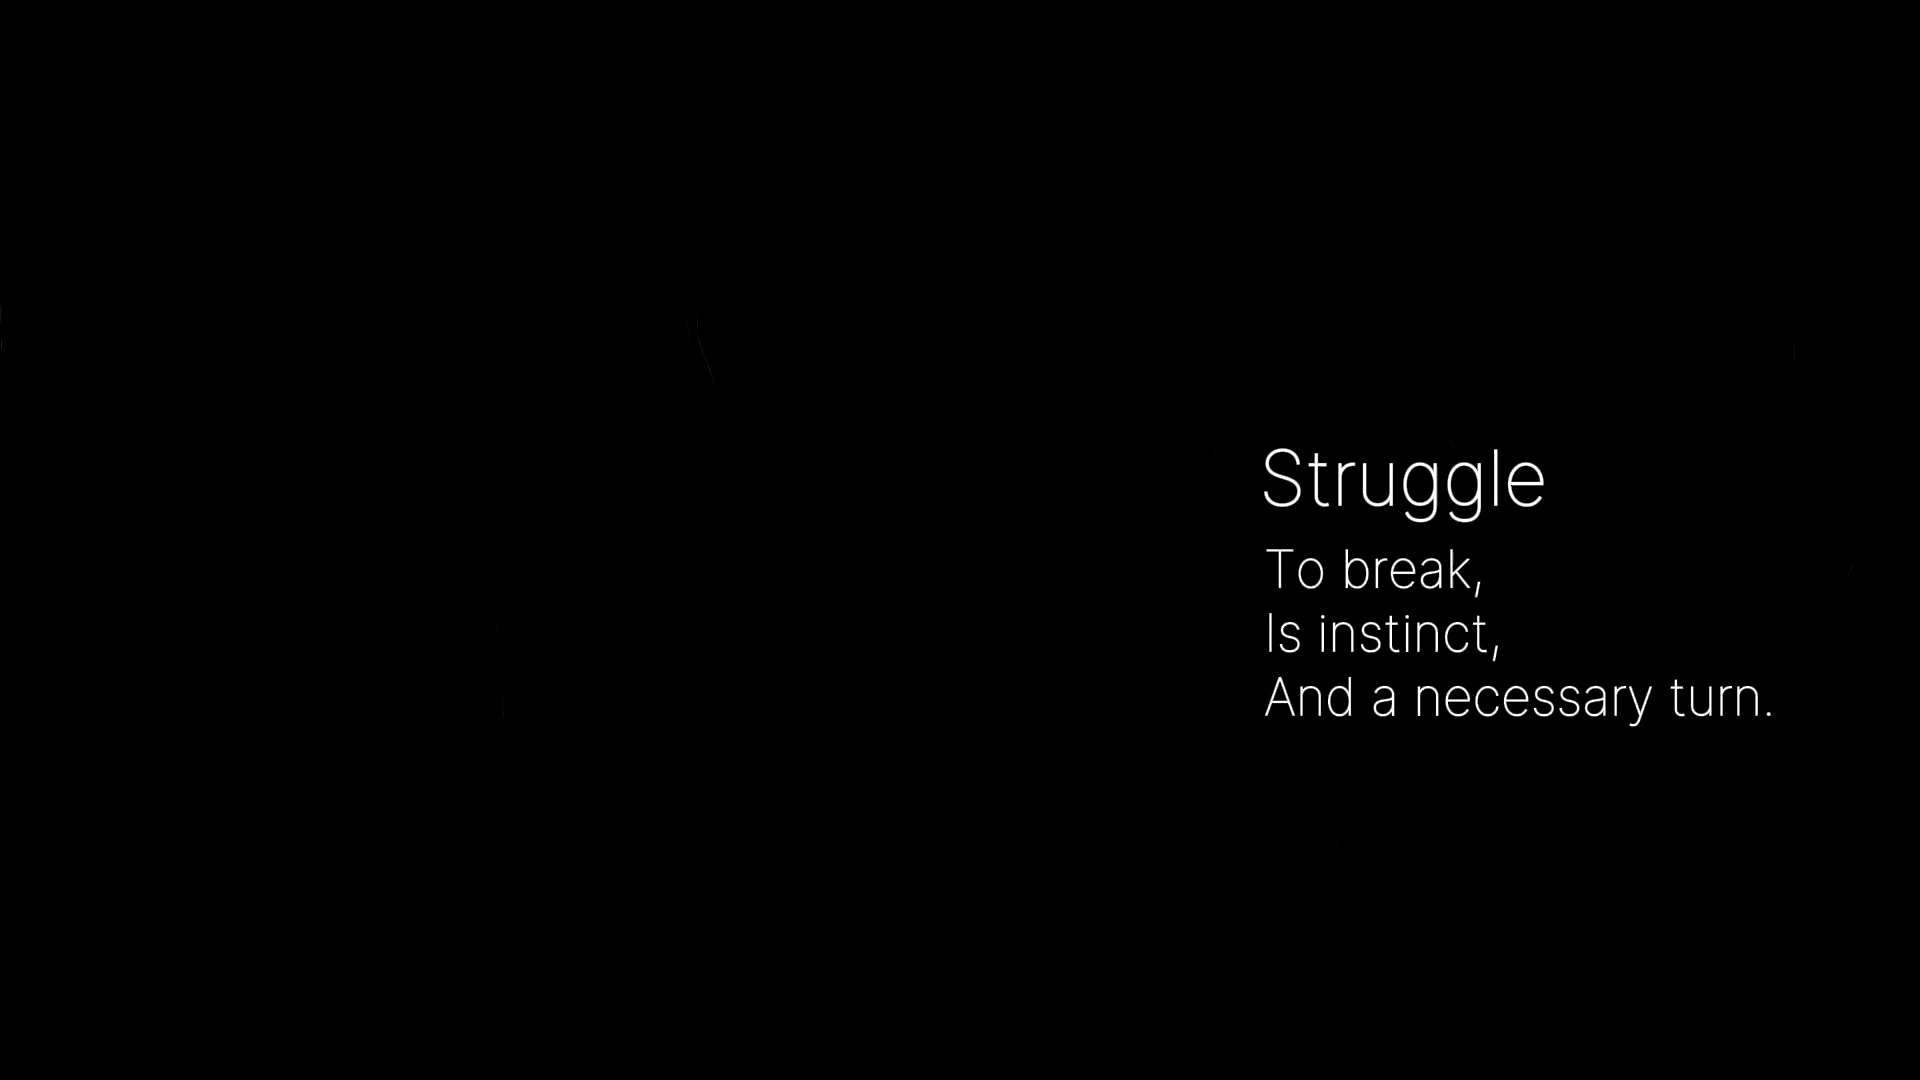 Struggle
To break,
Is instinct,
And a necessary turn.